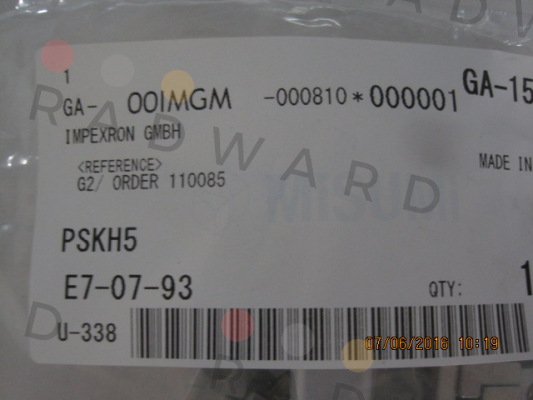 1
GA- 00IMGM -000810*000001 GA-15
IMPEXRON GMBH
<REFERENCE>
G2/ ORDER 110085
MADE IN
PSKH5
E7-07-93
QTY: 1
U-338
07/06/2016 10:19
RADWARD